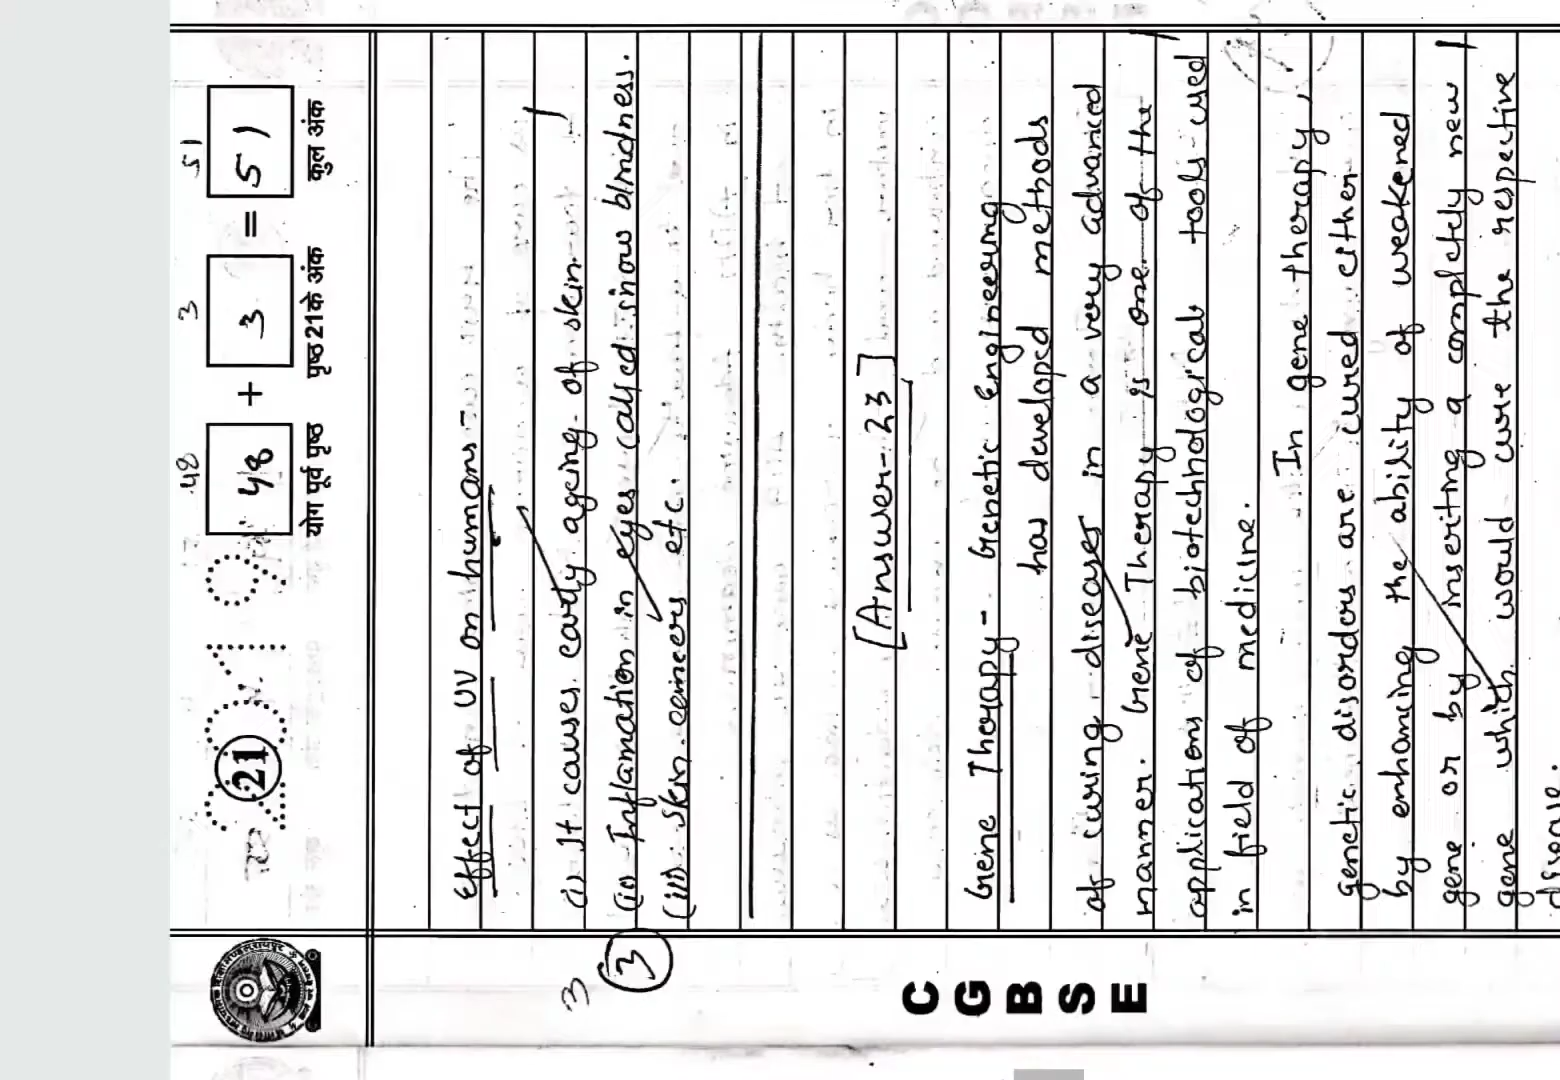 21
48 3 51
48 + 3 = 51
योग पूर्व पृष्ठ पृष्ठ 21 के अंक कुल अंक
Effect of UV on humans -
(i) It causes early ageing of skin.
(ii) Inflamation in eyes called snow blindness.
(iii) Skin cancers etc.
3
3
[Answer-23]
Gene Therapy - Genetic Engineering
has developed methods
of curing diseases in a very advanced
manner. Gene Therapy is one of the
applications of biotechnological tools used
in field of medicine.
In gene therapy,
genetic disorders are cured either
by enhancing the ability of weakened
gene or by inserting a completely new
gene which would cure the respective
disease.
CGBSE